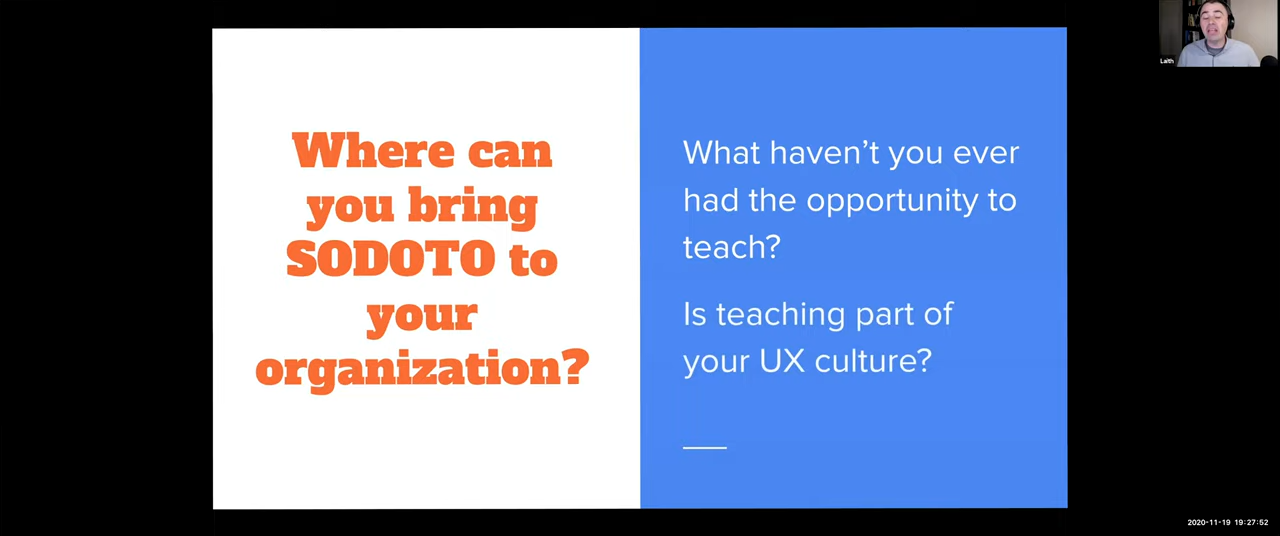 Where can
you bring
SODOTO to
your
organization?
What haven’t you ever
had the opportunity to
teach?
Is teaching part of
your UX culture?
Laith
2020-11-19 19:27:52